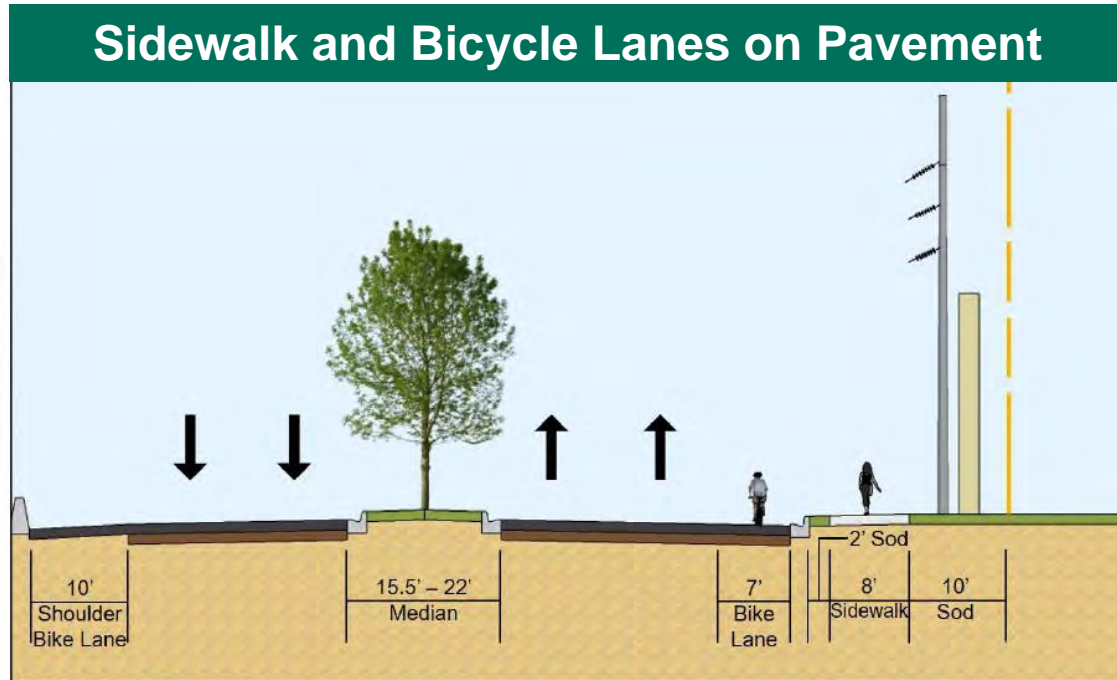 Sidewalk and Bicycle Lanes on Pavement
2’ Sod
10’
Shoulder
Bike Lane
15.5’ – 22’
Median
7’
Bike
Lane
8’
Sidewalk
10’
Sod